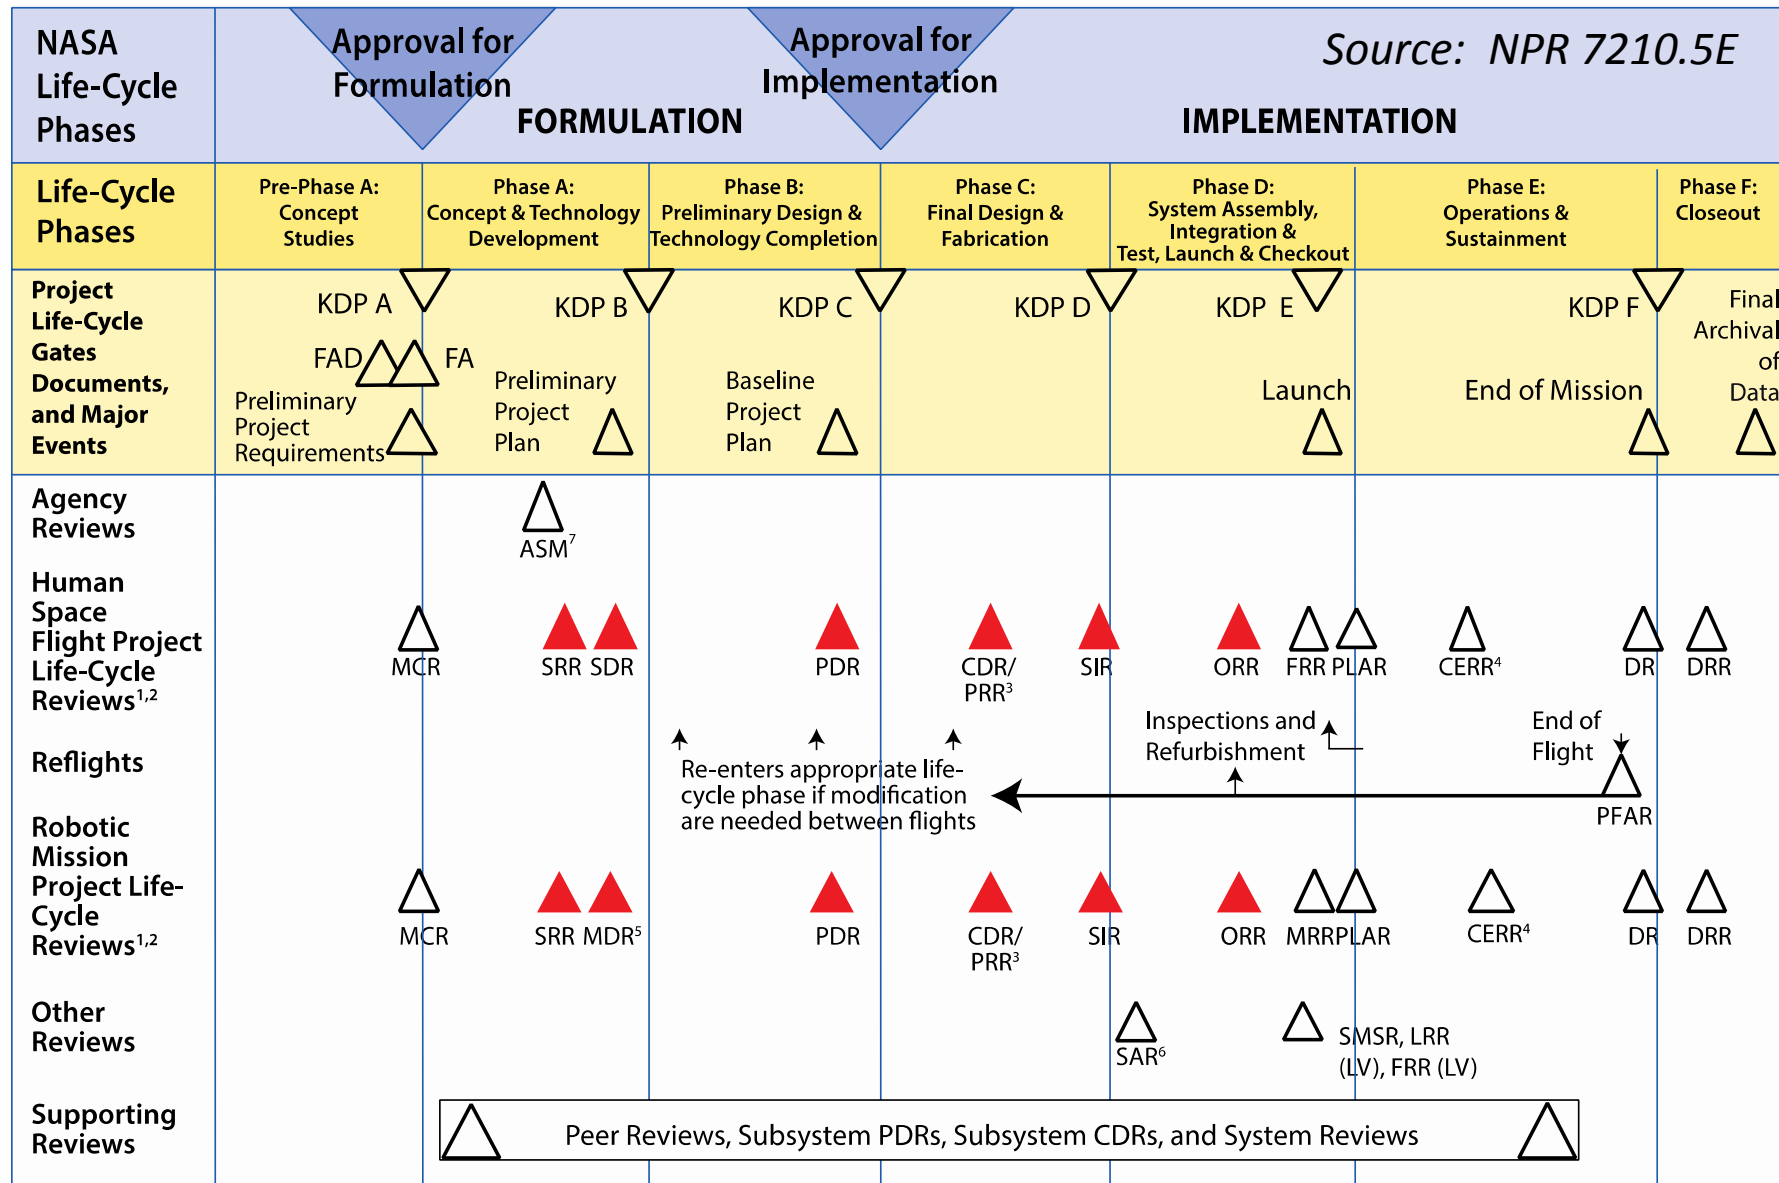 NASA
Life-Cycle
Phases
Approval for
Formulation
FORMULATION
Approval for
Implementation
Source: NPR 7210.5E
IMPLEMENTATION
Life-Cycle
Phases
Pre-Phase A:
Concept
Studies
Phase A:
Concept & Technology
Development
Phase B:
Preliminary Design &
Technology Completion
Phase C:
Final Design &
Fabrication
Phase D:
System Assembly,
Integration &
Test, Launch & Checkout
Phase E:
Operations &
Sustainment
Phase F:
Closeout
Project
Life-Cycle
Gates
Documents,
and Major
Events
KDP A
KDP B
KDP C
KDP D
KDP E
KDP F
Final
Archival
of
Data
FAD
FA
Preliminary
Project
Requirements
Preliminary
Project
Plan
Baseline
Project
Plan
Launch
End of Mission
Agency
Reviews
ASM7
Human
Space
Flight Project
Life-Cycle
Reviews1,2
MCR
SRR
SDR
PDR
CDR/
PRR3
SIR
ORR
FRR
PLAR
CERR4
DR
DRR
Reflights
Re-enters appropriate life-
cycle phase if modification
are needed between flights
Inspections and
Refurbishment
End of
Flight
PFAR
Robotic
Mission
Project Life-
Cycle
Reviews1,2
MCR
SRR
MDR5
PDR
CDR/
PRR3
SIR
ORR
MRR
PLAR
CERR4
DR
DRR
Other
Reviews
SAR6
SMSR, LRR
(LV), FRR (LV)
Supporting
Reviews
Peer Reviews, Subsystem PDRs, Subsystem CDRs, and System Reviews